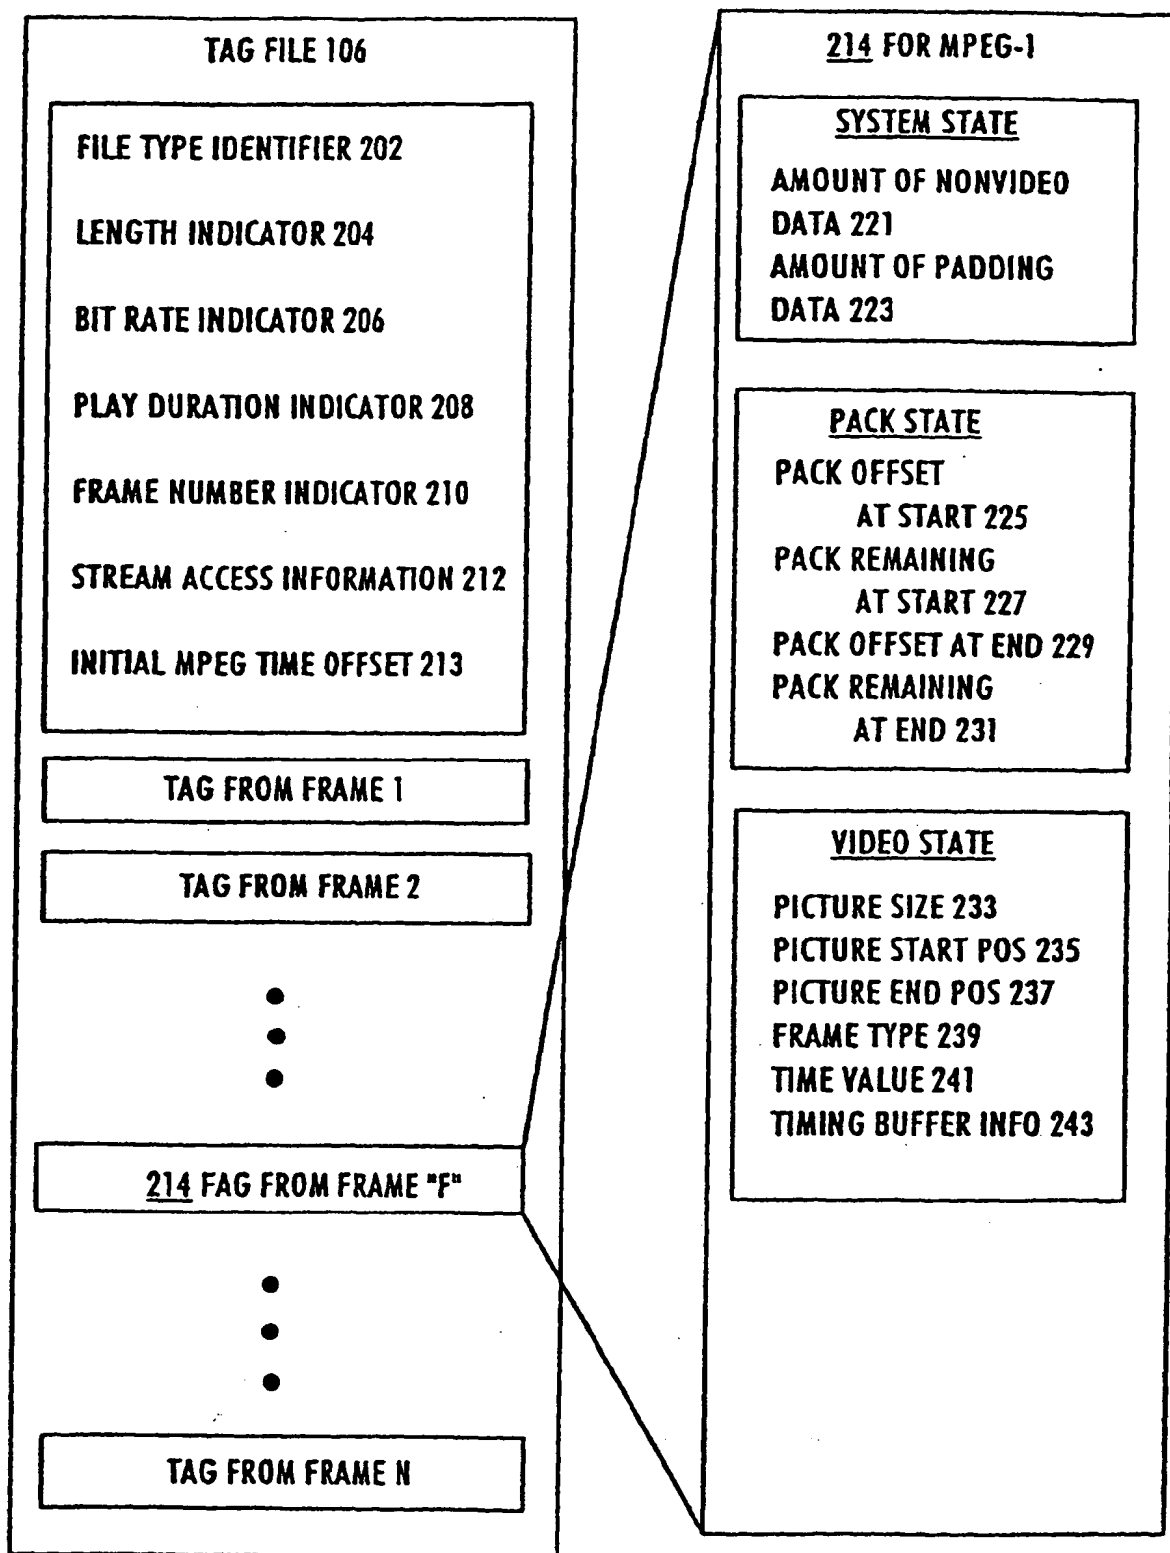 TAG FILE 106
FILE TYPE IDENTIFIER 202
LENGTH INDICATOR 204
BIT RATE INDICATOR 206
PLAY DURATION INDICATOR 208
FRAME NUMBER INDICATOR 210
STREAM ACCESS INFORMATION 212
INITIAL MPEG TIME OFFSET 213
TAG FROM FRAME 1
TAG FROM FRAME 2
214 FAG FROM FRAME "F"
TAG FROM FRAME N
214 FOR MPEG-1
SYSTEM STATE
AMOUNT OF NONVIDEO
DATA 221
AMOUNT OF PADDING
DATA 223
PACK STATE
PACK OFFSET
AT START 225
PACK REMAINING
AT START 227
PACK OFFSET AT END 229
PACK REMAINING
AT END 231
VIDEO STATE
PICTURE SIZE 233
PICTURE START POS 235
PICTURE END POS 237
FRAME TYPE 239
TIME VALUE 241
TIMING BUFFER INFO 243